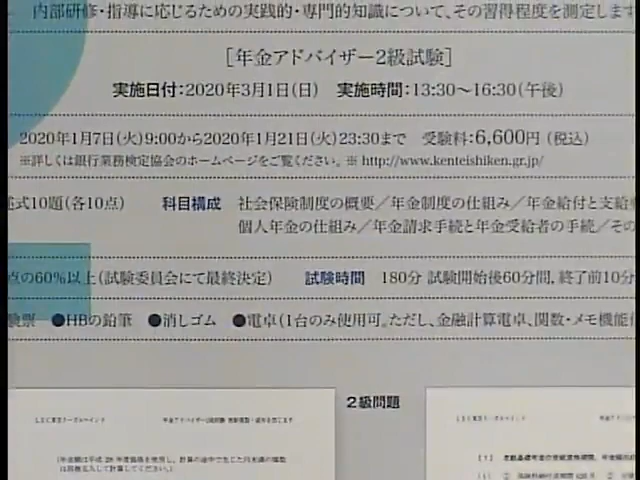 内部研修・指導に応じるための実践的・専門的知識について、その習得程度を測定します
［年金アドバイザー2級試験］
実施日付：2020年3月1日（日） 実施時間：13:30～16:30（午後）
2020年1月7日（火）9:00から2020年1月21日（火）23:30まで 受験料：6,600円（税込）
※詳しくは銀行業務検定協会のホームページをご覧ください。※ http://www.kenteishiken.gr.jp/
述式10題（各10点） 科目構成 社会保険制度の概要／年金制度の仕組み／年金給付と支給
個人年金の仕組み／年金請求手続と年金受給者の手続／その
点の60％以上（試験委員会にて最終決定） 試験時間 180分 試験開始後60分間、終了前10分
験票 ●HBの鉛筆 ●消しゴム ●電卓（1台のみ使用可。ただし、金融計算電卓、関数・メモ機能
2級問題